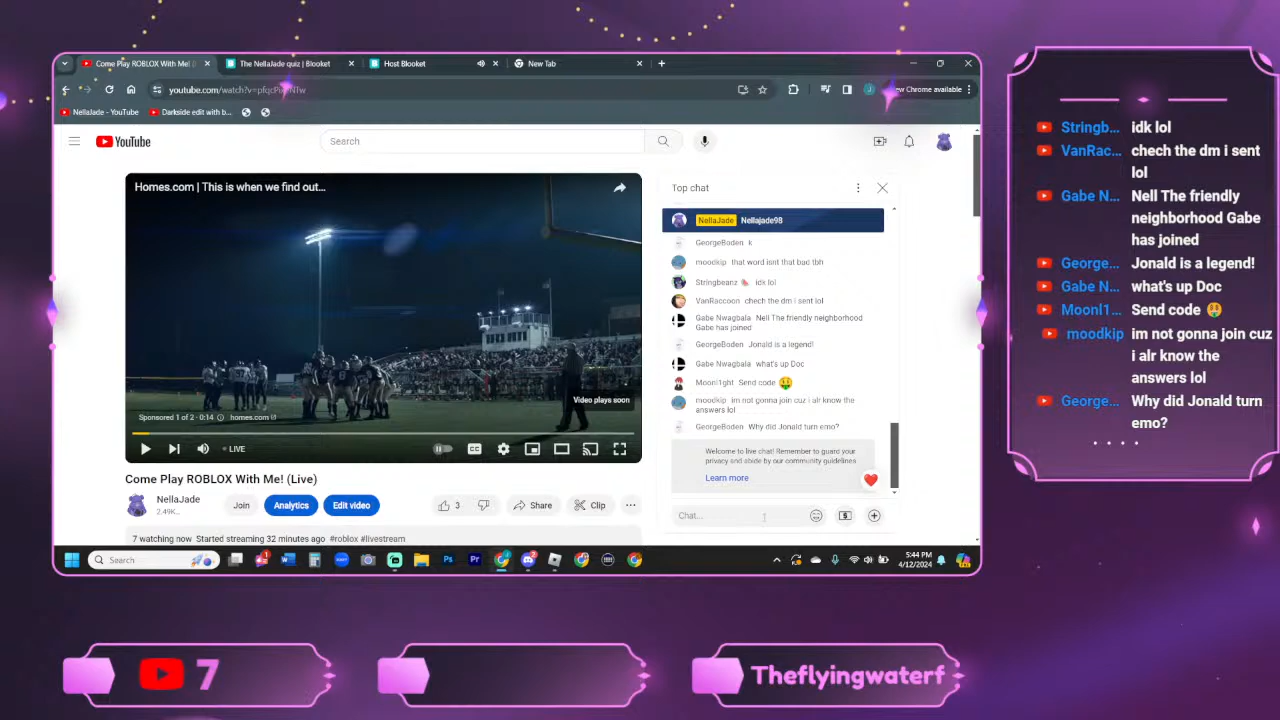 Come Play ROBLOX With Me! (
The NellaJade quiz | Blooket
Host Blooket
New Tab
ew Chrome available
NellaJade - YouTube
Darkside edit with b...
YouTube
Search
Homes.com | This is when we find out...
Video plays soon
Sponsored 1 of 2 · 0:14
homes.com
LIVE
CC
Come Play ROBLOX With Me! (Live)
NellaJade
2.49K...
Join
Analytics
Edit video
3
Share
Clip
7 watching now Started streaming 32 minutes ago #roblox #livestream
Top chat
NellaJade Nellajade98
GeorgeBoden k
moodkip that word isnt that bad tbh
Stringbeanz idk lol
VanRaccoon chech the dm i sent lol
Gabe Nwagbala Nell The friendly neighborhood
Gabe has joined
GeorgeBoden Jonald is a legend!
Gabe Nwagbala what's up Doc
Moonl1ght Send code
moodkip im not gonna join cuz i alr know the
answers lol
GeorgeBoden Why did Jonald turn emo?
Welcome to live chat! Remember to guard your
privacy and abide by our community guidelines
Learn more
Chat...
Search
5:44 PM
4/12/2024
Stringb... idk lol
VanRac... chech the dm i sent
lol
Gabe N... Nell The friendly
neighborhood Gabe
has joined
George... Jonald is a legend!
Gabe N... what's up Doc
Moonl1... Send code
moodkip im not gonna join cuz
i alr know the
answers lol
George... Why did Jonald turn
emo?
7
Theflyingwaterf